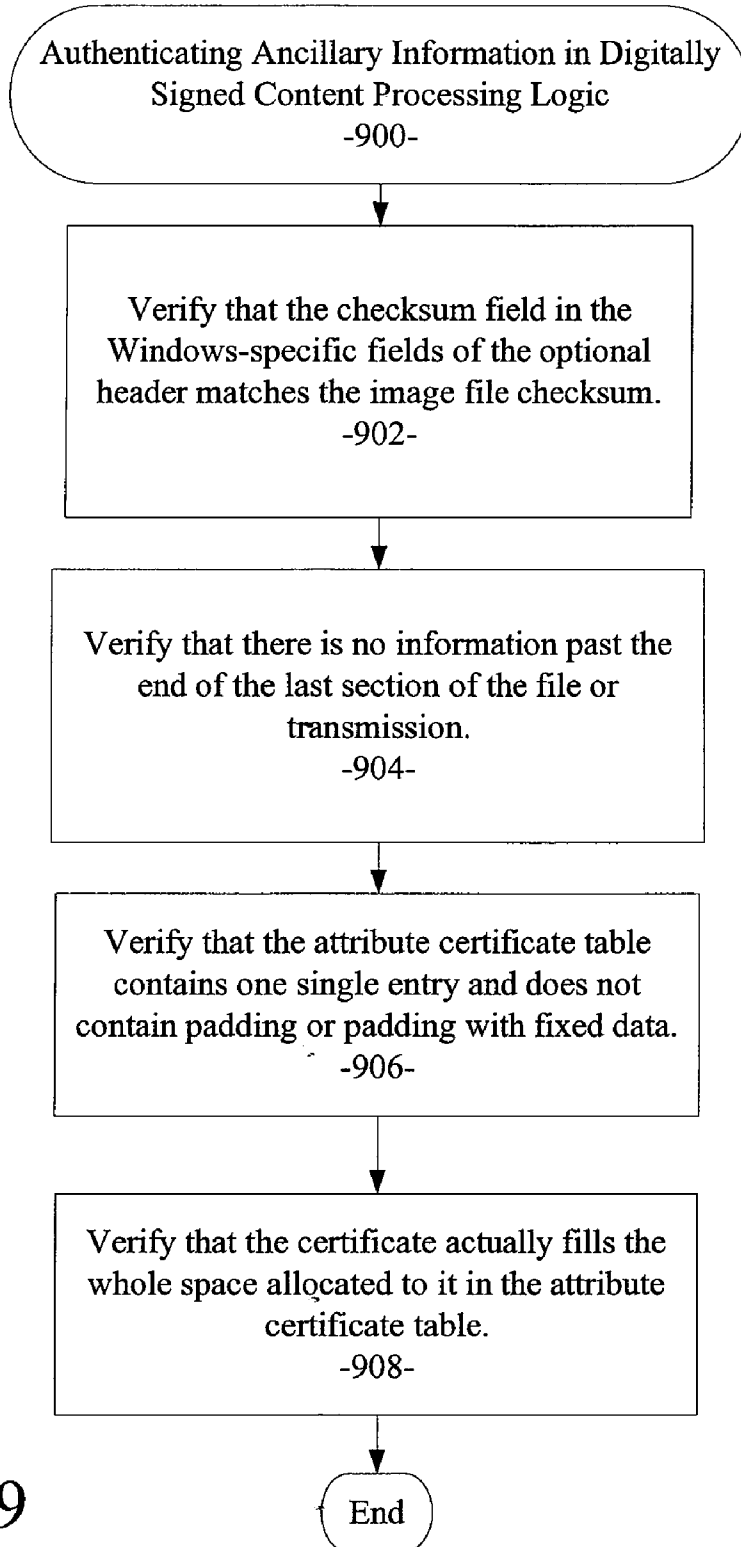 Authenticating Ancillary Information in Digitally
Signed Content Processing Logic
-900-
Verify that the checksum field in the
Windows-specific fields of the optional
header matches the image file checksum.
-902-
Verify that there is no information past the
end of the last section of the file or
transmission.
-904-
Verify that the attribute certificate table
contains one single entry and does not
contain padding or padding with fixed data.
-906-
Verify that the certificate actually fills the
whole space allocated to it in the attribute
certificate table.
-908-
9
End